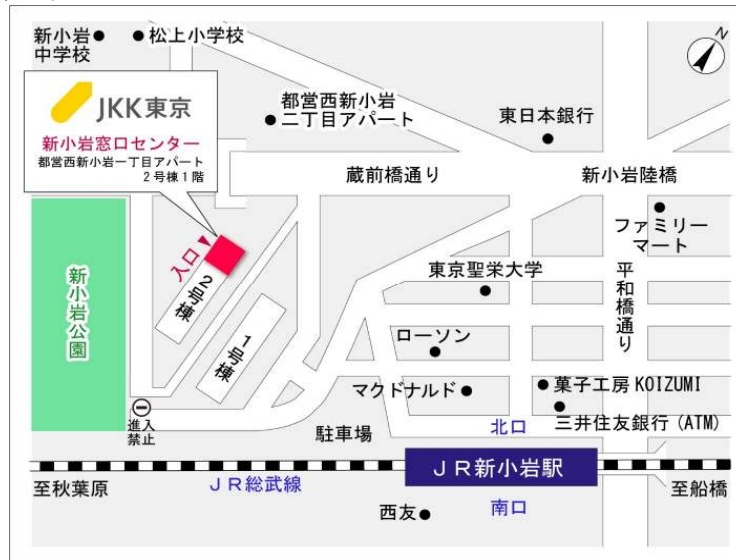 新小岩
中学校
松上小学校
N
JKK東京
新小岩窓口センター
都営西新小岩一丁目アパート
2号棟1階
都営西新小岩
二丁目アパート
東日本銀行
蔵前橋通り
新小岩陸橋
ファミリー
マート
入口
2号棟
1号棟
新小岩公園
東京聖栄大学
平和橋通り
ローソン
マクドナルド
菓子工房 KOIZUMI
三井住友銀行 (ATM)
進入
禁止
駐車場
北口
JR新小岩駅
至秋葉原
JR総武線
至船橋
西友
南口